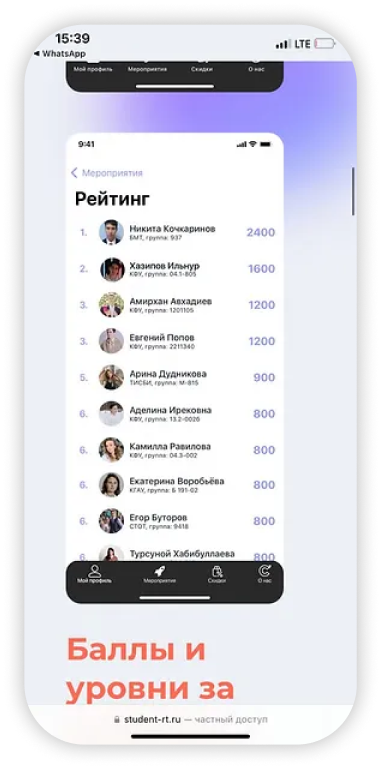 15:39
LTE
WhatsApp
Мой профиль Мероприятия Скидки О нас
9:41
Мероприятия
Рейтинг
1. Никита Кочкаринов 2400
БМТ, группа: 937
2. Хазипов Ильнур 1600
КФУ, группа: 04.1-805
3. Амирхан Авхадиев 1200
КФУ, группа: 1201105
3. Евгений Попов 1200
КФУ, группа: 2211340
5. Арина Дудникова 900
ТИСБИ, группа: М-815
6. Аделина Ирековна 800
КФУ, группа: 13.2-002б
6. Камилла Равилова 800
КФУ, группа: 04.3-002
6. Екатерина Воробьёва 800
КГАУ, группа: Б 191-02
6. Егор Буторов 800
СТОТ, группа: 9418
6. Турсуной Хабибуллаева 800
Мой профиль Мероприятия Скидки О нас
Баллы и
уровни за
student-rt.ru — частный доступ